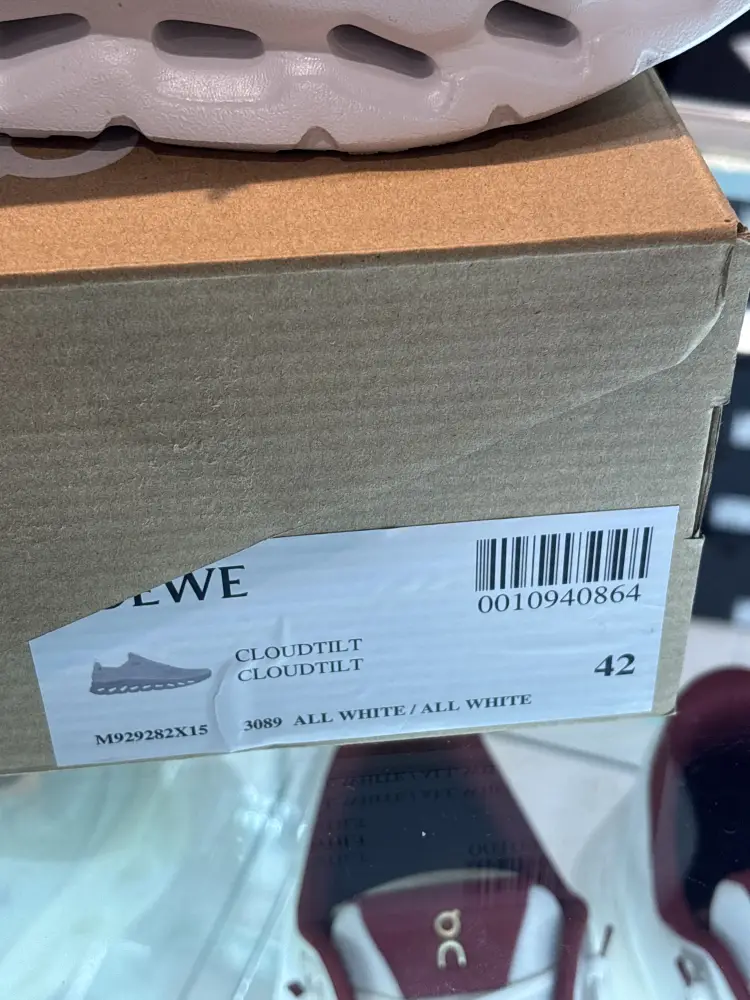 EWE
0010940864
CLOUDTILT
CLOUDTILT
42
M929282X15
3089 ALL WHITE / ALL WHITE